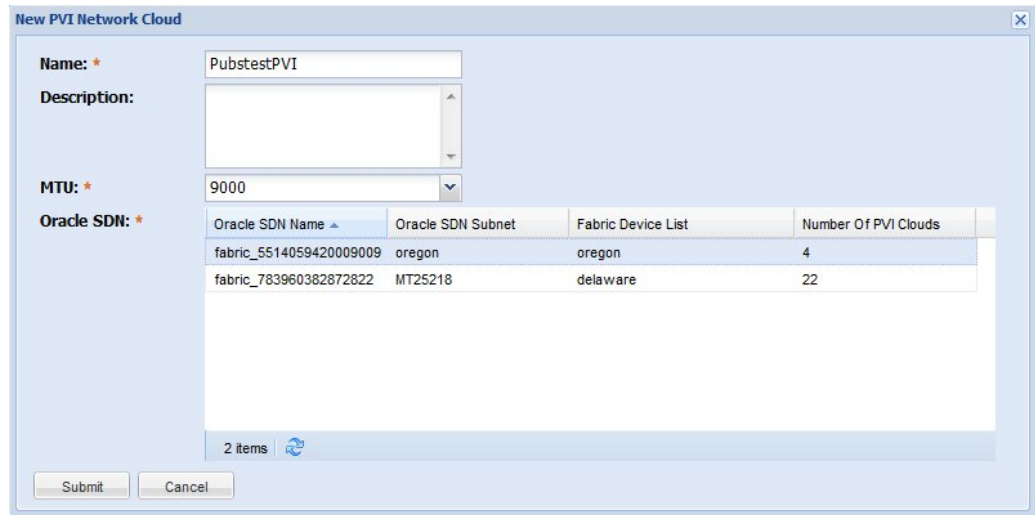 New PVI Network Cloud
Name: * PubstestPVI
Description:
MTU: * 9000
Oracle SDN: *
Oracle SDN Name Oracle SDN Subnet Fabric Device List Number Of PVI Clouds
fabric_5514059420009009 oregon oregon 4
fabric_783960382872822 MT25218 delaware 22
2 items
Submit Cancel